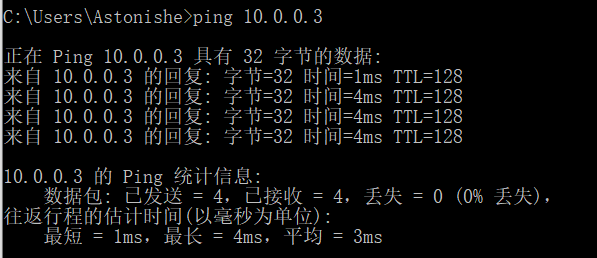 C:\Users\Astonishe>ping 10.0.0.3
正在 Ping 10.0.0.3 具有 32 字节的数据:
来自 10.0.0.3 的回复: 字节=32 时间=1ms TTL=128
来自 10.0.0.3 的回复: 字节=32 时间=4ms TTL=128
来自 10.0.0.3 的回复: 字节=32 时间=4ms TTL=128
来自 10.0.0.3 的回复: 字节=32 时间=4ms TTL=128
10.0.0.3 的 Ping 统计信息:
数据包: 已发送 = 4，已接收 = 4，丢失 = 0 (0% 丢失)，
往返行程的估计时间(以毫秒为单位):
最短 = 1ms，最长 = 4ms，平均 = 3ms